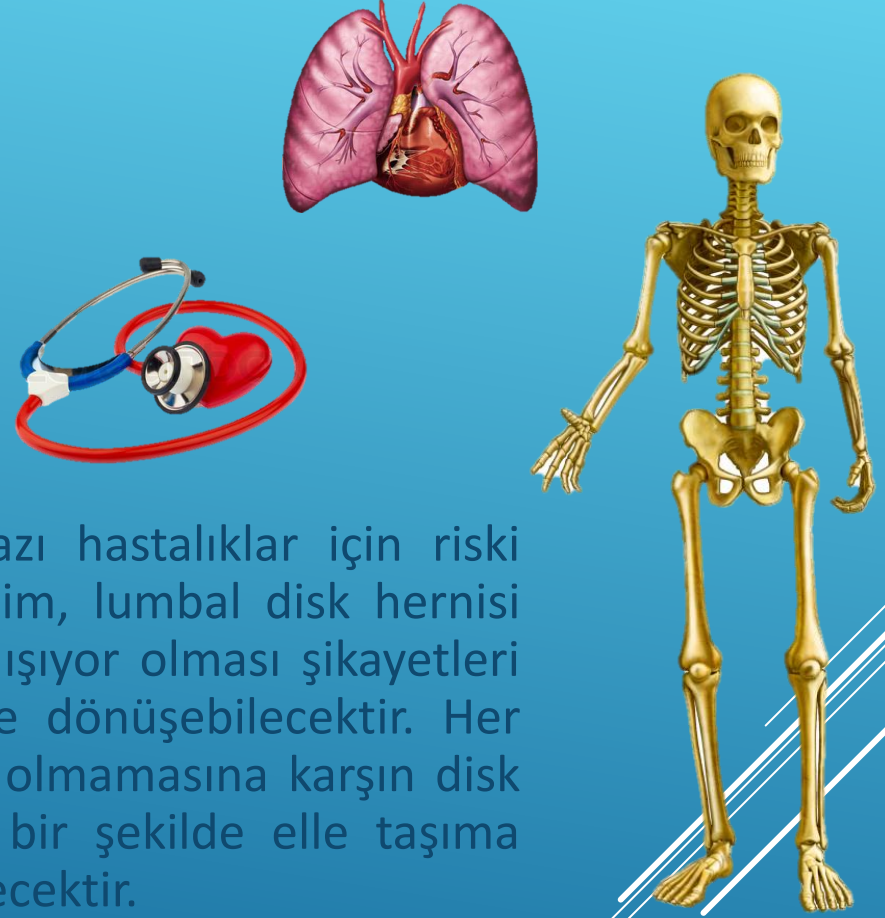 azı hastalıklar için riski
im, lumbal disk hernisi
ışıyor olması şikayetleri
e dönüşebilecektir. Her
olmamasına karşın disk
bir şekilde elle taşıma
ecektir.